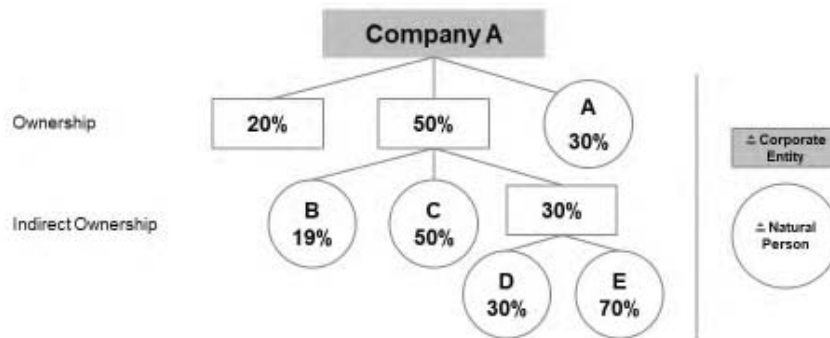 Company A
Ownership
20%
50%
A
30%
≙ Corporate
Entity
Indirect Ownership
B
19%
C
50%
30%
≙ Natural
Person
D
30%
E
70%